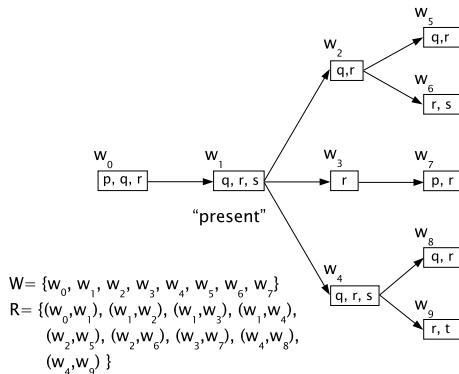 w5
q,r
w2
q,r
w6
r, s
w0
p, q, r
w1
q, r, s
"present"
w3
r
w7
p, r
w8
q, r
w4
q, r, s
w9
r, t
W= {w0, w1, w2, w3, w4, w5, w6, w7}
R= {(w0,w1), (w1,w2), (w1,w3), (w1,w4),
(w2,w5), (w2,w6), (w3,w7), (w4,w8),
(w4,w9) }